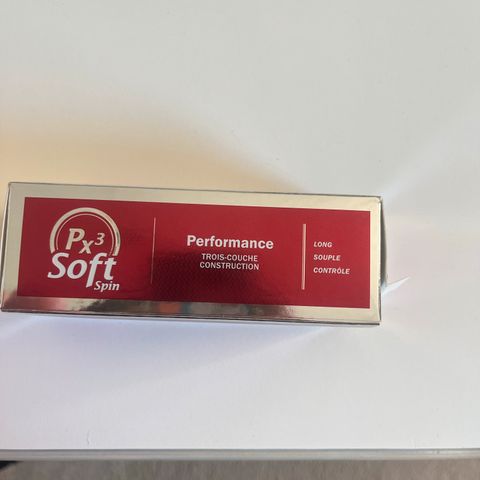 Px3
Soft
Spin
Performance
TROIS-COUCHE
CONSTRUCTION
LONG
SOUPLE
CONTRÔLE